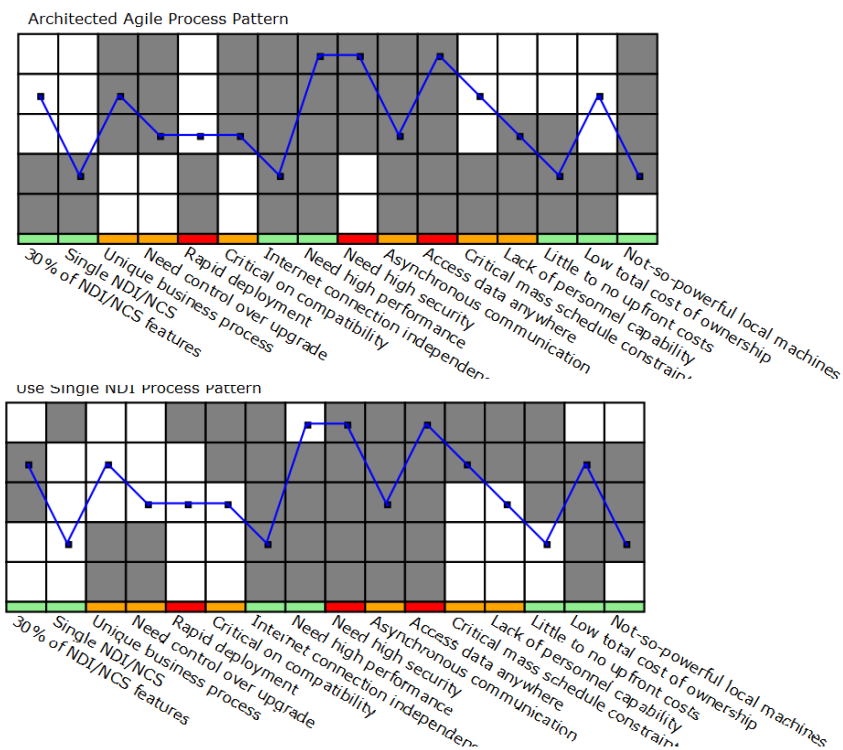 Architected Agile Process Pattern
30% of NDI/NCS features
Single NDI/NCS
Unique business process
Need control over upgrade
Rapid deployment
Critical on compatibility
Internet connection independen
Need high performance
Need high security
Asynchronous communication
Access data anywhere
Critical mass schedule constrain
Lack of personnel capability
Little to no upfront costs
Low total cost of ownership
Not-so-powerful local machines
Use Single NDI Process Pattern
30% of NDI/NCS features
Single NDI/NCS
Unique business process
Need control over upgrade
Rapid deployment
Critical on compatibility
Internet connection independen
Need high performance
Need high security
Asynchronous communication
Access data anywhere
Critical mass schedule constrain
Lack of personnel capability
Little to no upfront costs
Low total cost of ownership
Not-so-powerful local machines